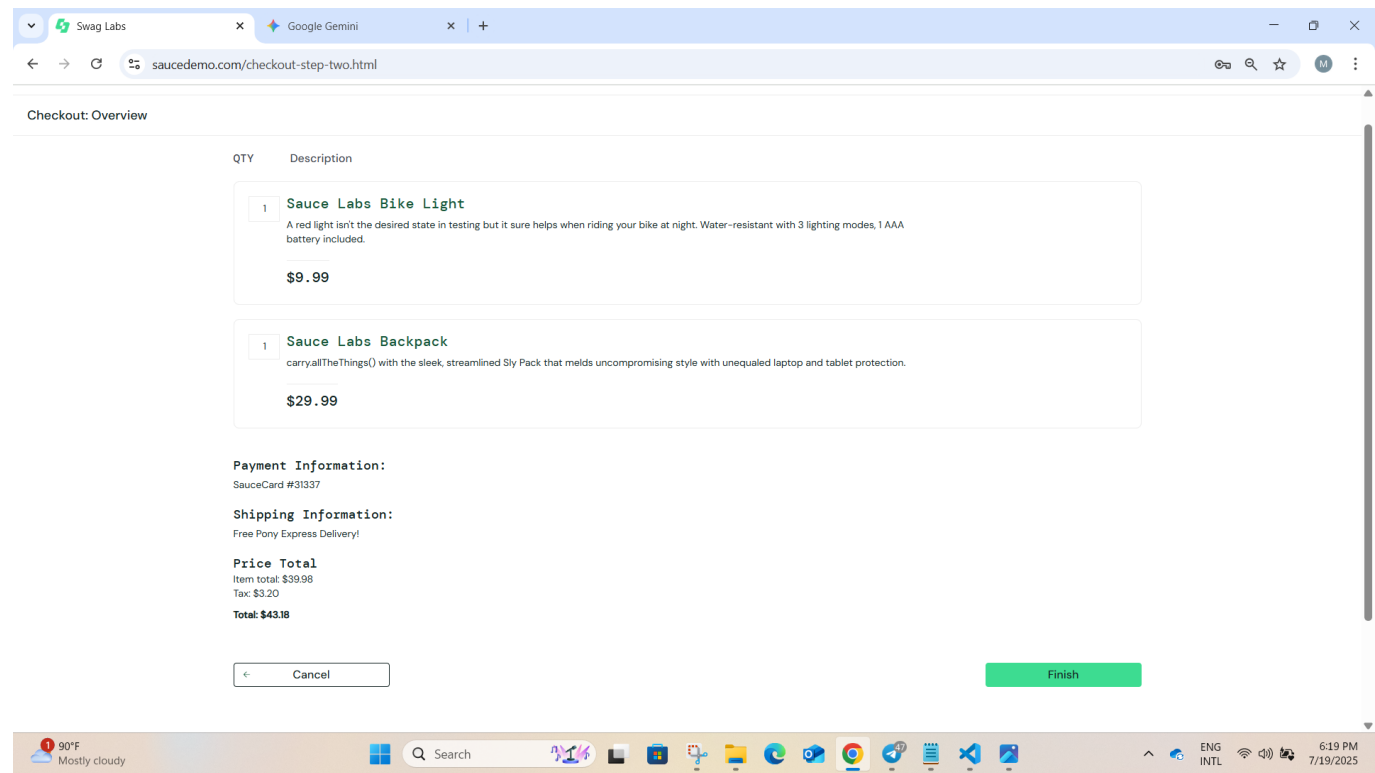 Swag Labs
Google Gemini
saucedemo.com/checkout-step-two.html
M
Checkout: Overview
QTY Description
1
Sauce Labs Bike Light
A red light isn't the desired state in testing but it sure helps when riding your bike at night. Water-resistant with 3 lighting modes, 1 AAA
battery included.
$9.99
1
Sauce Labs Backpack
carry.allTheThings() with the sleek, streamlined Sly Pack that melds uncompromising style with unequaled laptop and tablet protection.
$29.99
Payment Information:
SauceCard #31337
Shipping Information:
Free Pony Express Delivery!
Price Total
Item total: $39.98
Tax: $3.20
Total: $43.18
Cancel
Finish
1
90°F
Mostly cloudy
Search
47
ENG
INTL
6:19 PM
7/19/2025